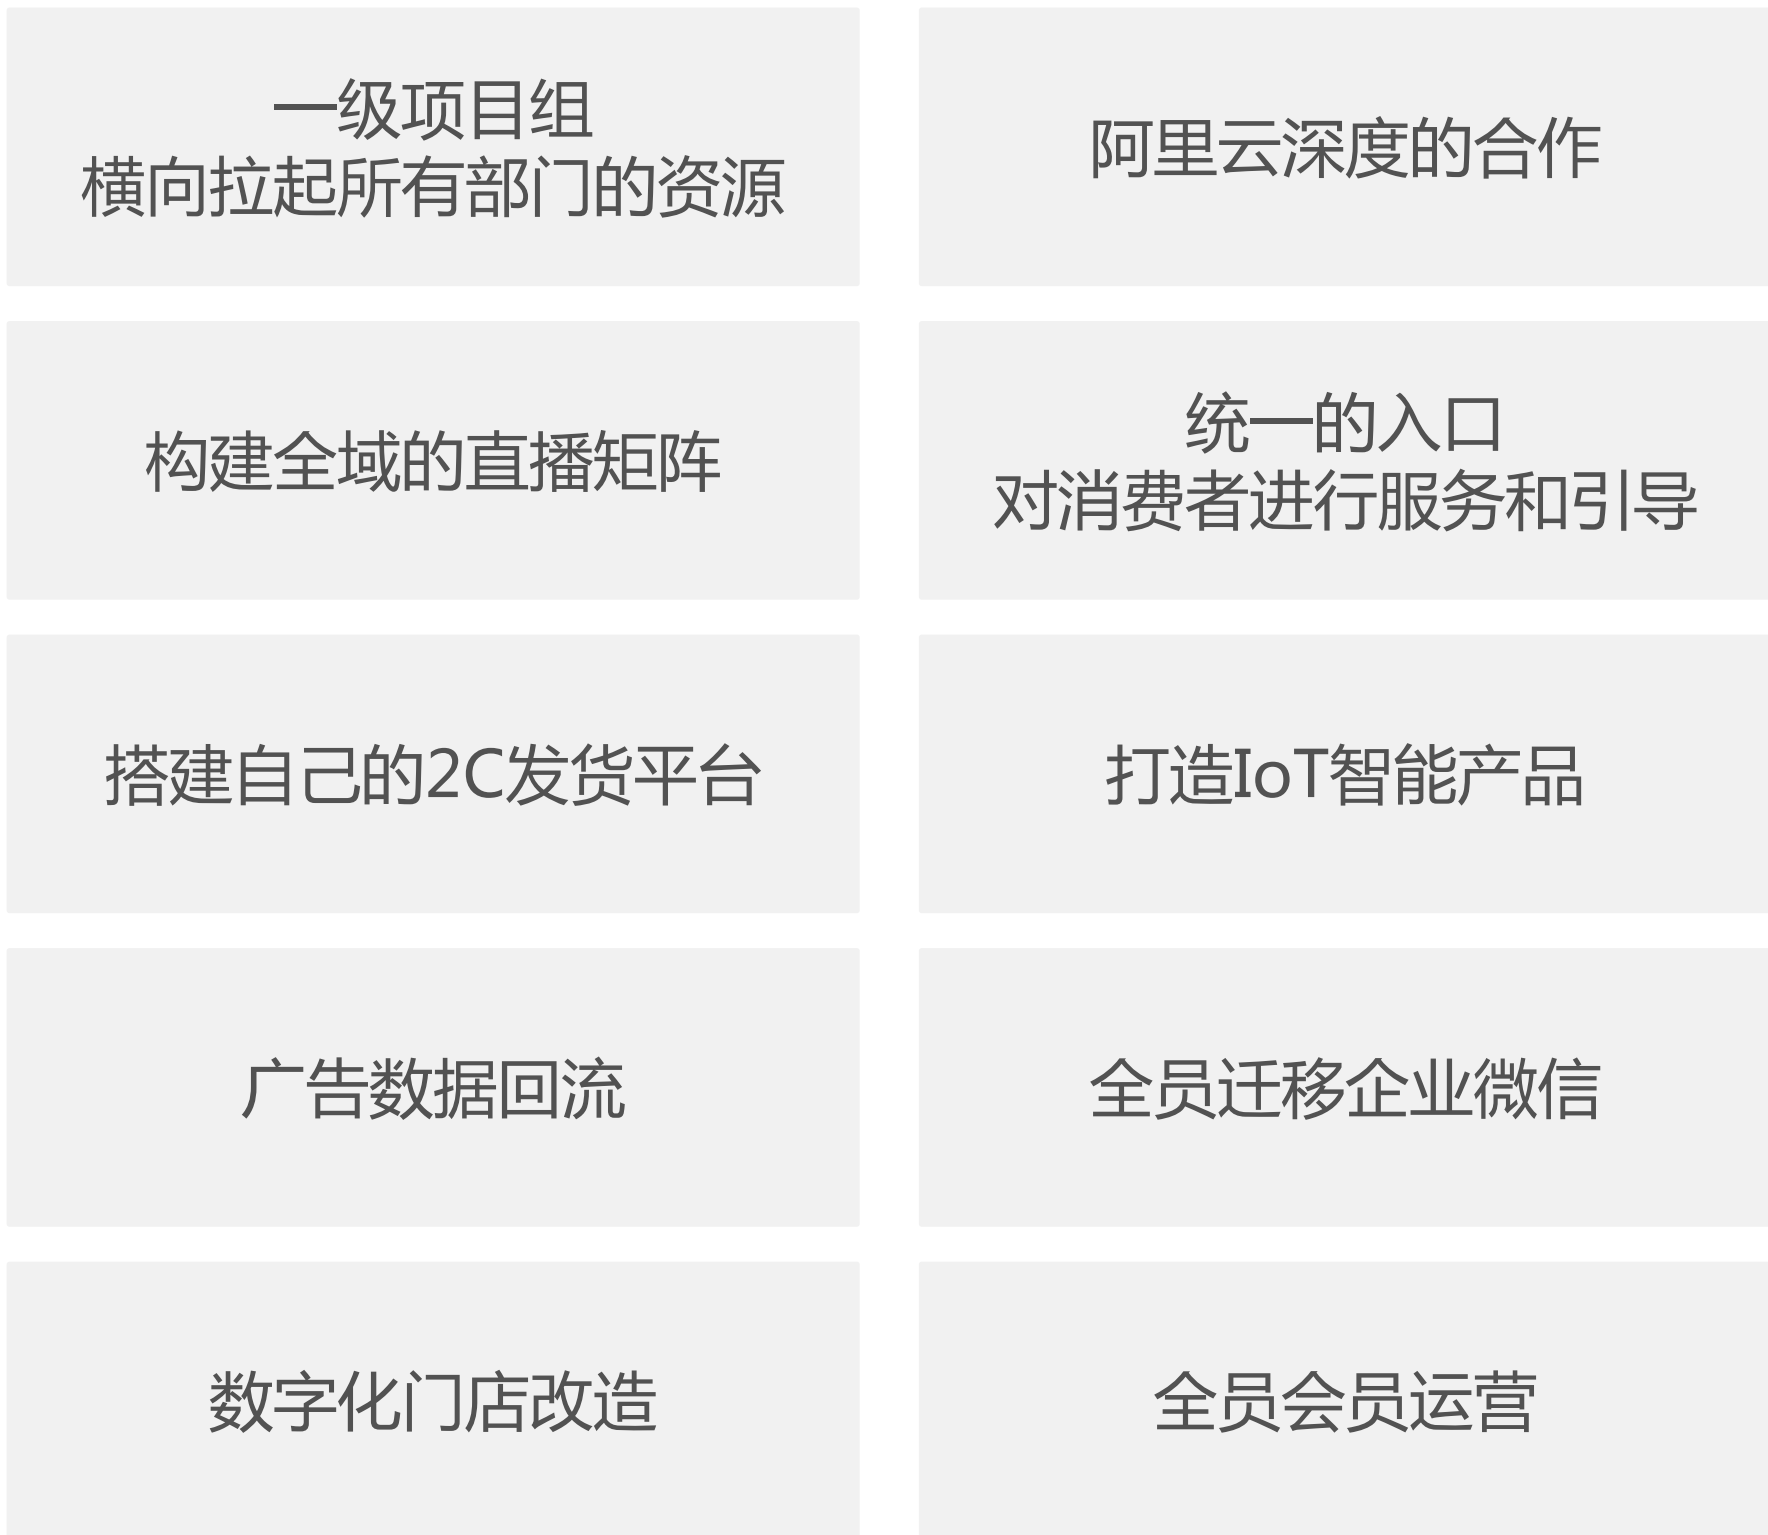 一级项目组
横向拉起所有部门的资源
阿里云深度的合作
构建全域的直播矩阵
统一的入口
对消费者进行服务和引导
搭建自己的2C发货平台
打造IoT智能产品
广告数据回流
全员迁移企业微信
数字化门店改造
全员会员运营